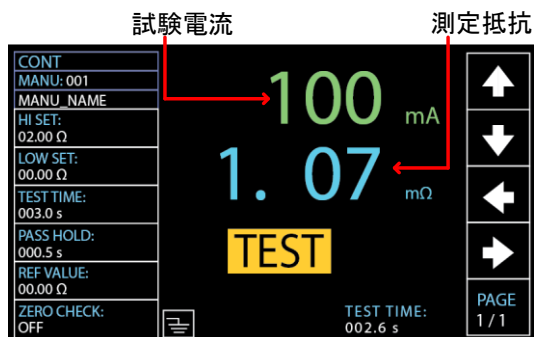 試験電流
測定抵抗
CONT
MANU: 001
MANU_NAME
HI SET:
02.00 Ω
LOW SET:
00.00 Ω
TEST TIME:
003.0 s
PASS HOLD:
000.5 s
REF VALUE:
00.00 Ω
ZERO CHECK:
OFF
100 mA
1. 07 mΩ
TEST
TEST TIME:
002.6 s
PAGE
1 / 1